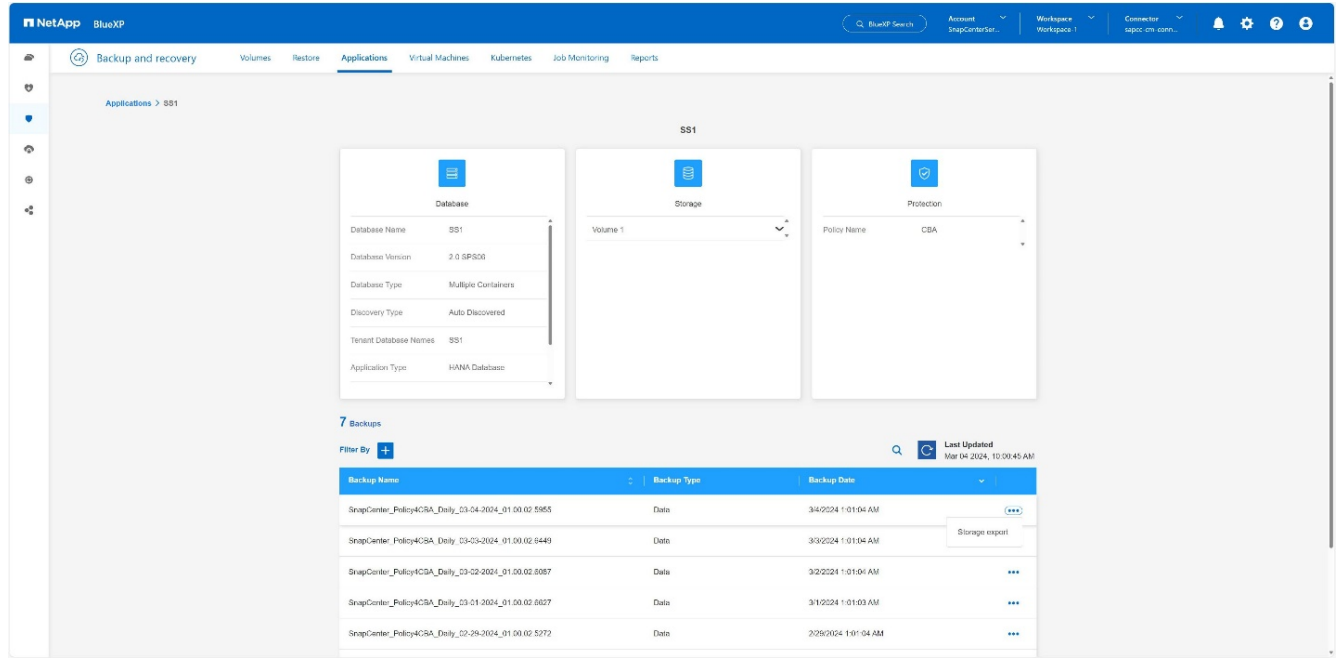 NetApp BlueXP
BlueXP Search
Account
SnapCenterSer...
Workspace
Workspace-1
Connector
sapcc-cm-conn...
Backup and recovery
Volumes Restore Applications Virtual Machines Kubernetes Job Monitoring Reports
Applications > SS1
SS1
Database
Database Name SS1
Database Version 2.0 SPS00
Database Type Multiple Containers
Discovery Type Auto Discovered
Tenant Database Names SS1
Application Type HANA Database
Storage
Volume 1
Protection
Policy Name CBA
7 Backups
Filter By
Last Updated
Mar 04 2024, 10:00:45 AM
Backup Name Backup Type Backup Date
SnapCenter_Policy4CBA_Daily_03-04-2024_01.00.02.5955 Data 3/4/2024 1:01:04 AM
Storage export
SnapCenter_Policy4CBA_Daily_03-03-2024_01.00.02.6449 Data 3/3/2024 1:01:04 AM
SnapCenter_Policy4CBA_Daily_03-02-2024_01.00.02.6087 Data 3/2/2024 1:01:04 AM
SnapCenter_Policy4CBA_Daily_03-01-2024_01.00.02.6627 Data 3/1/2024 1:01:03 AM
SnapCenter_Policy4CBA_Daily_02-29-2024_01.00.02.5272 Data 2/29/2024 1:01:04 AM